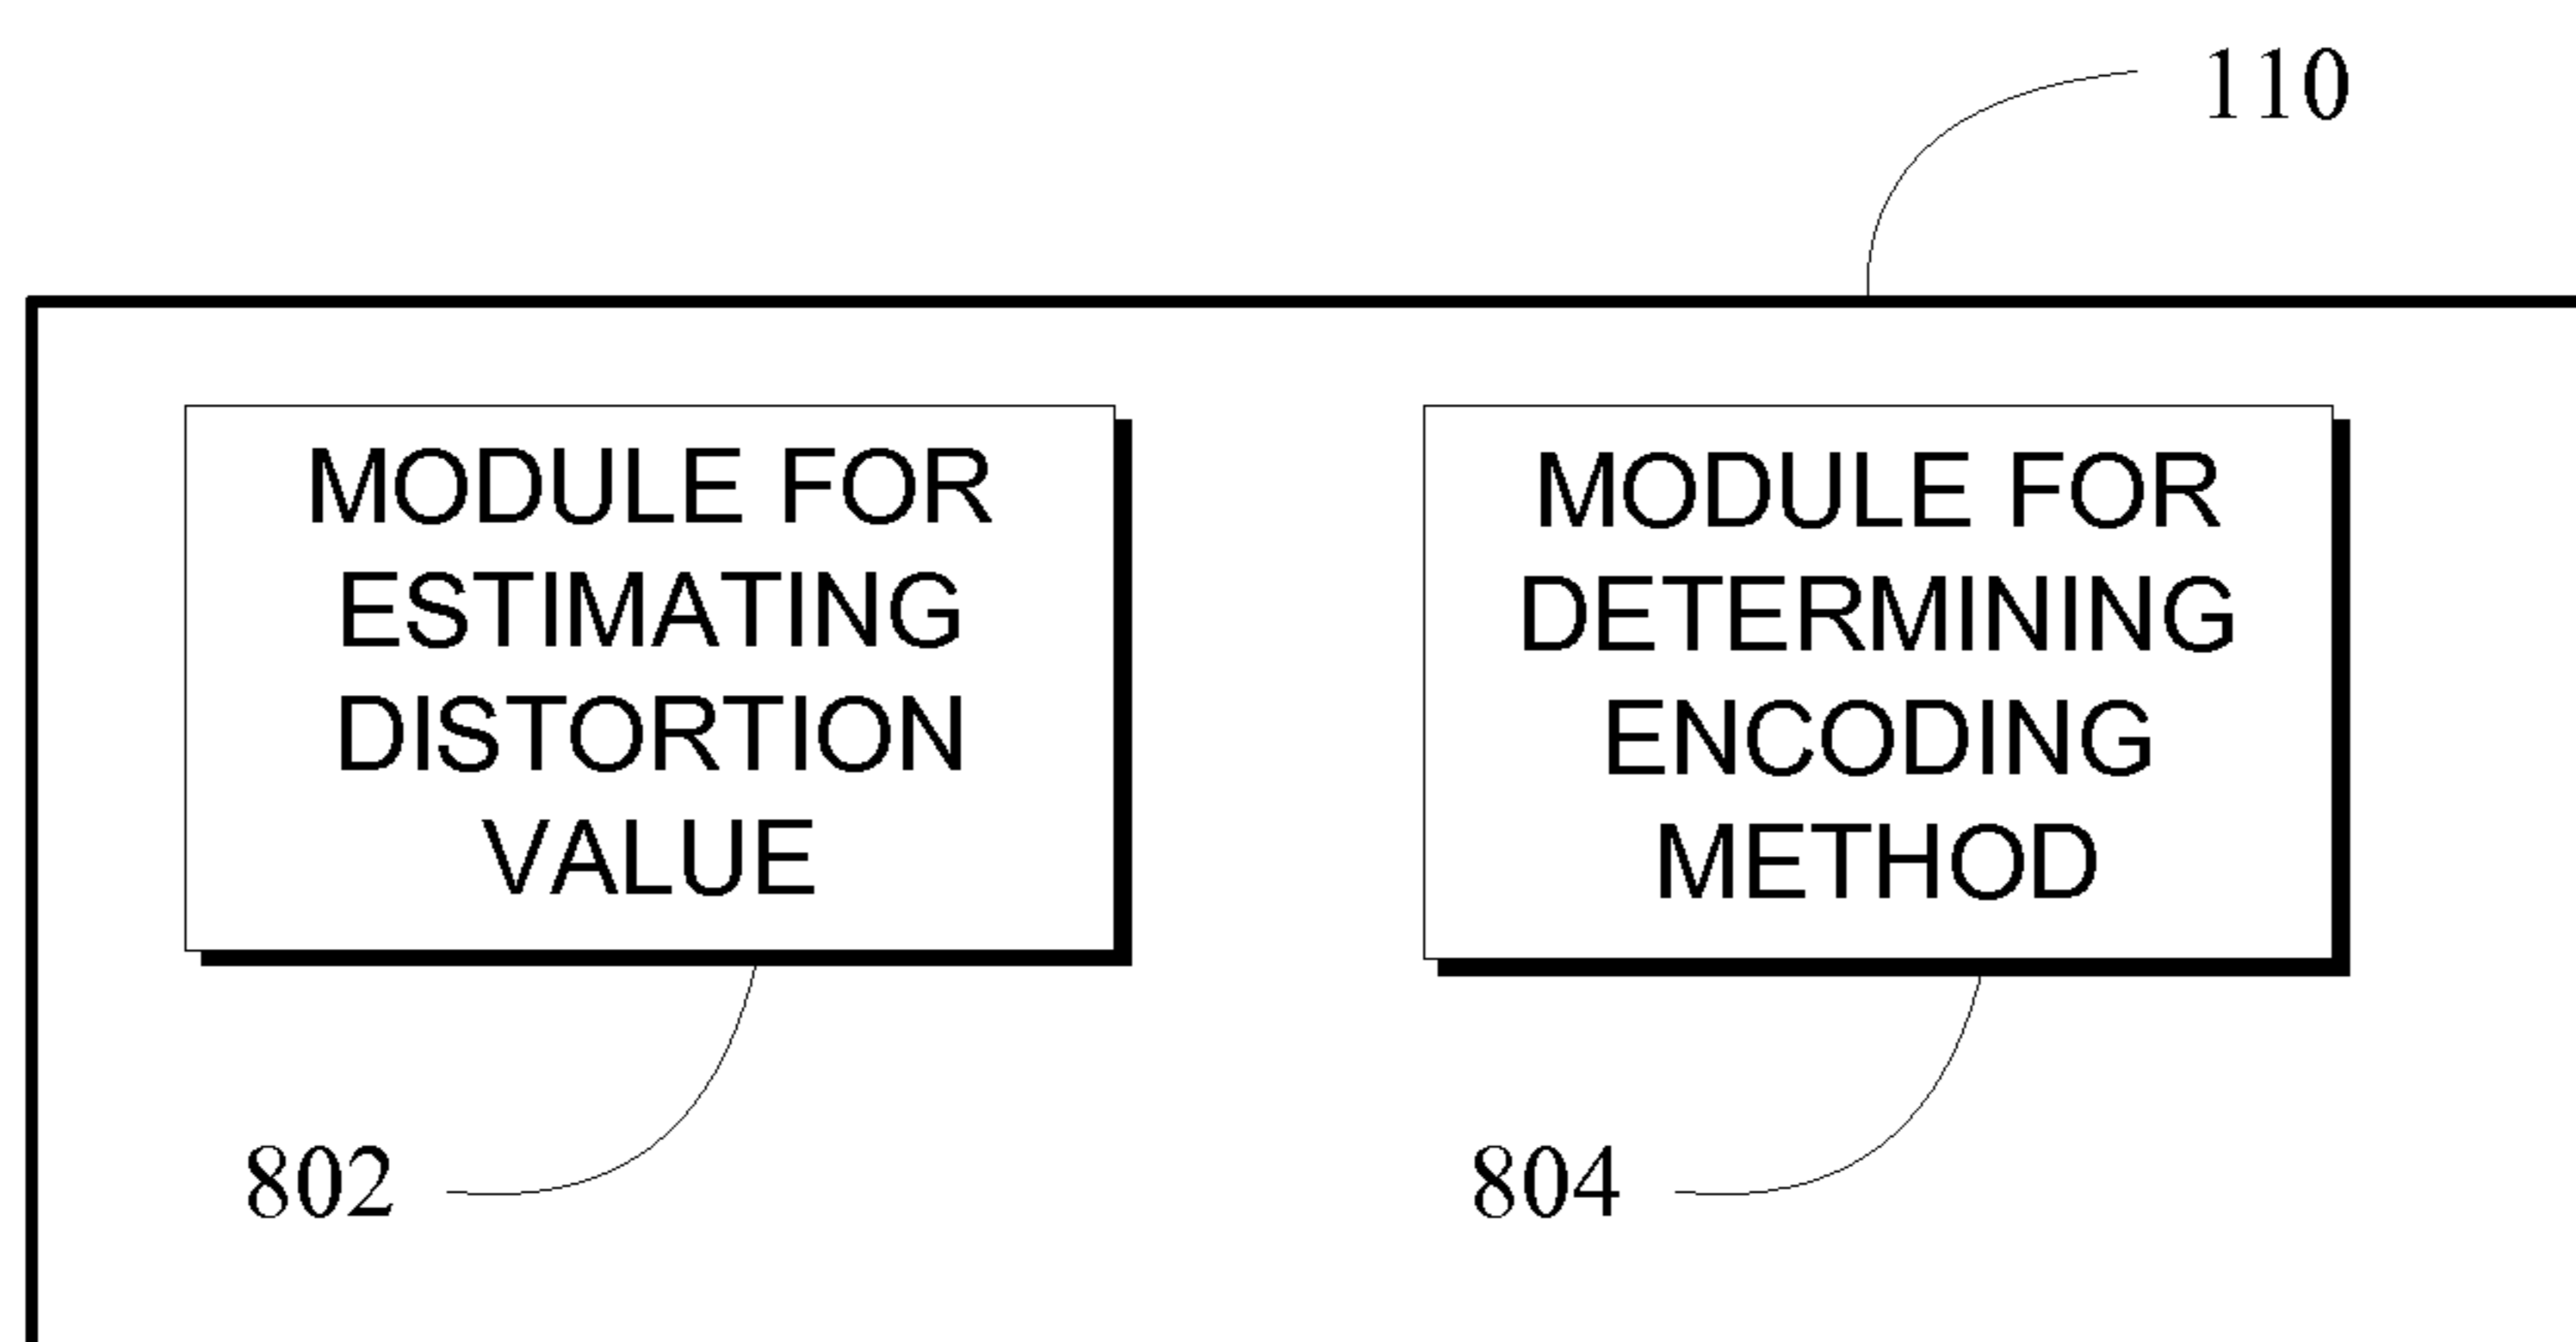 110
MODULE FOR
ESTIMATING
DISTORTION
VALUE
MODULE FOR
DETERMINING
ENCODING
METHOD
802
804